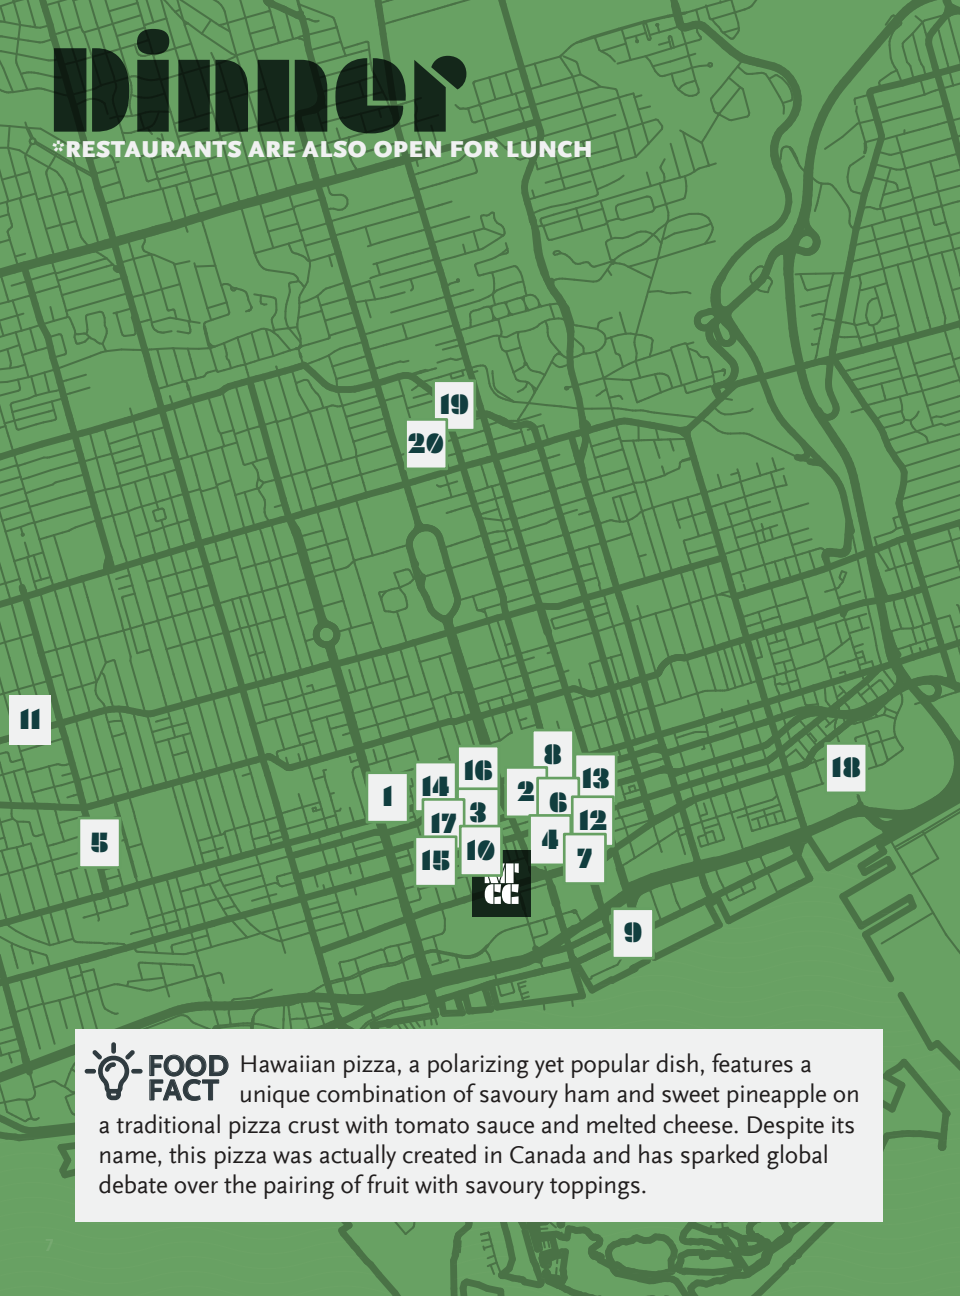 Dinner
*RESTAURANTS ARE ALSO OPEN FOR LUNCH
19
20
11
8
16
13
18
14
2
1
6
3
12
17
5
4
10
7
15
MT
CC
9
FOOD
FACT
Hawaiian pizza, a polarizing yet popular dish, features a
unique combination of savoury ham and sweet pineapple on
a traditional pizza crust with tomato sauce and melted cheese. Despite its
name, this pizza was actually created in Canada and has sparked global
debate over the pairing of fruit with savoury toppings.
7